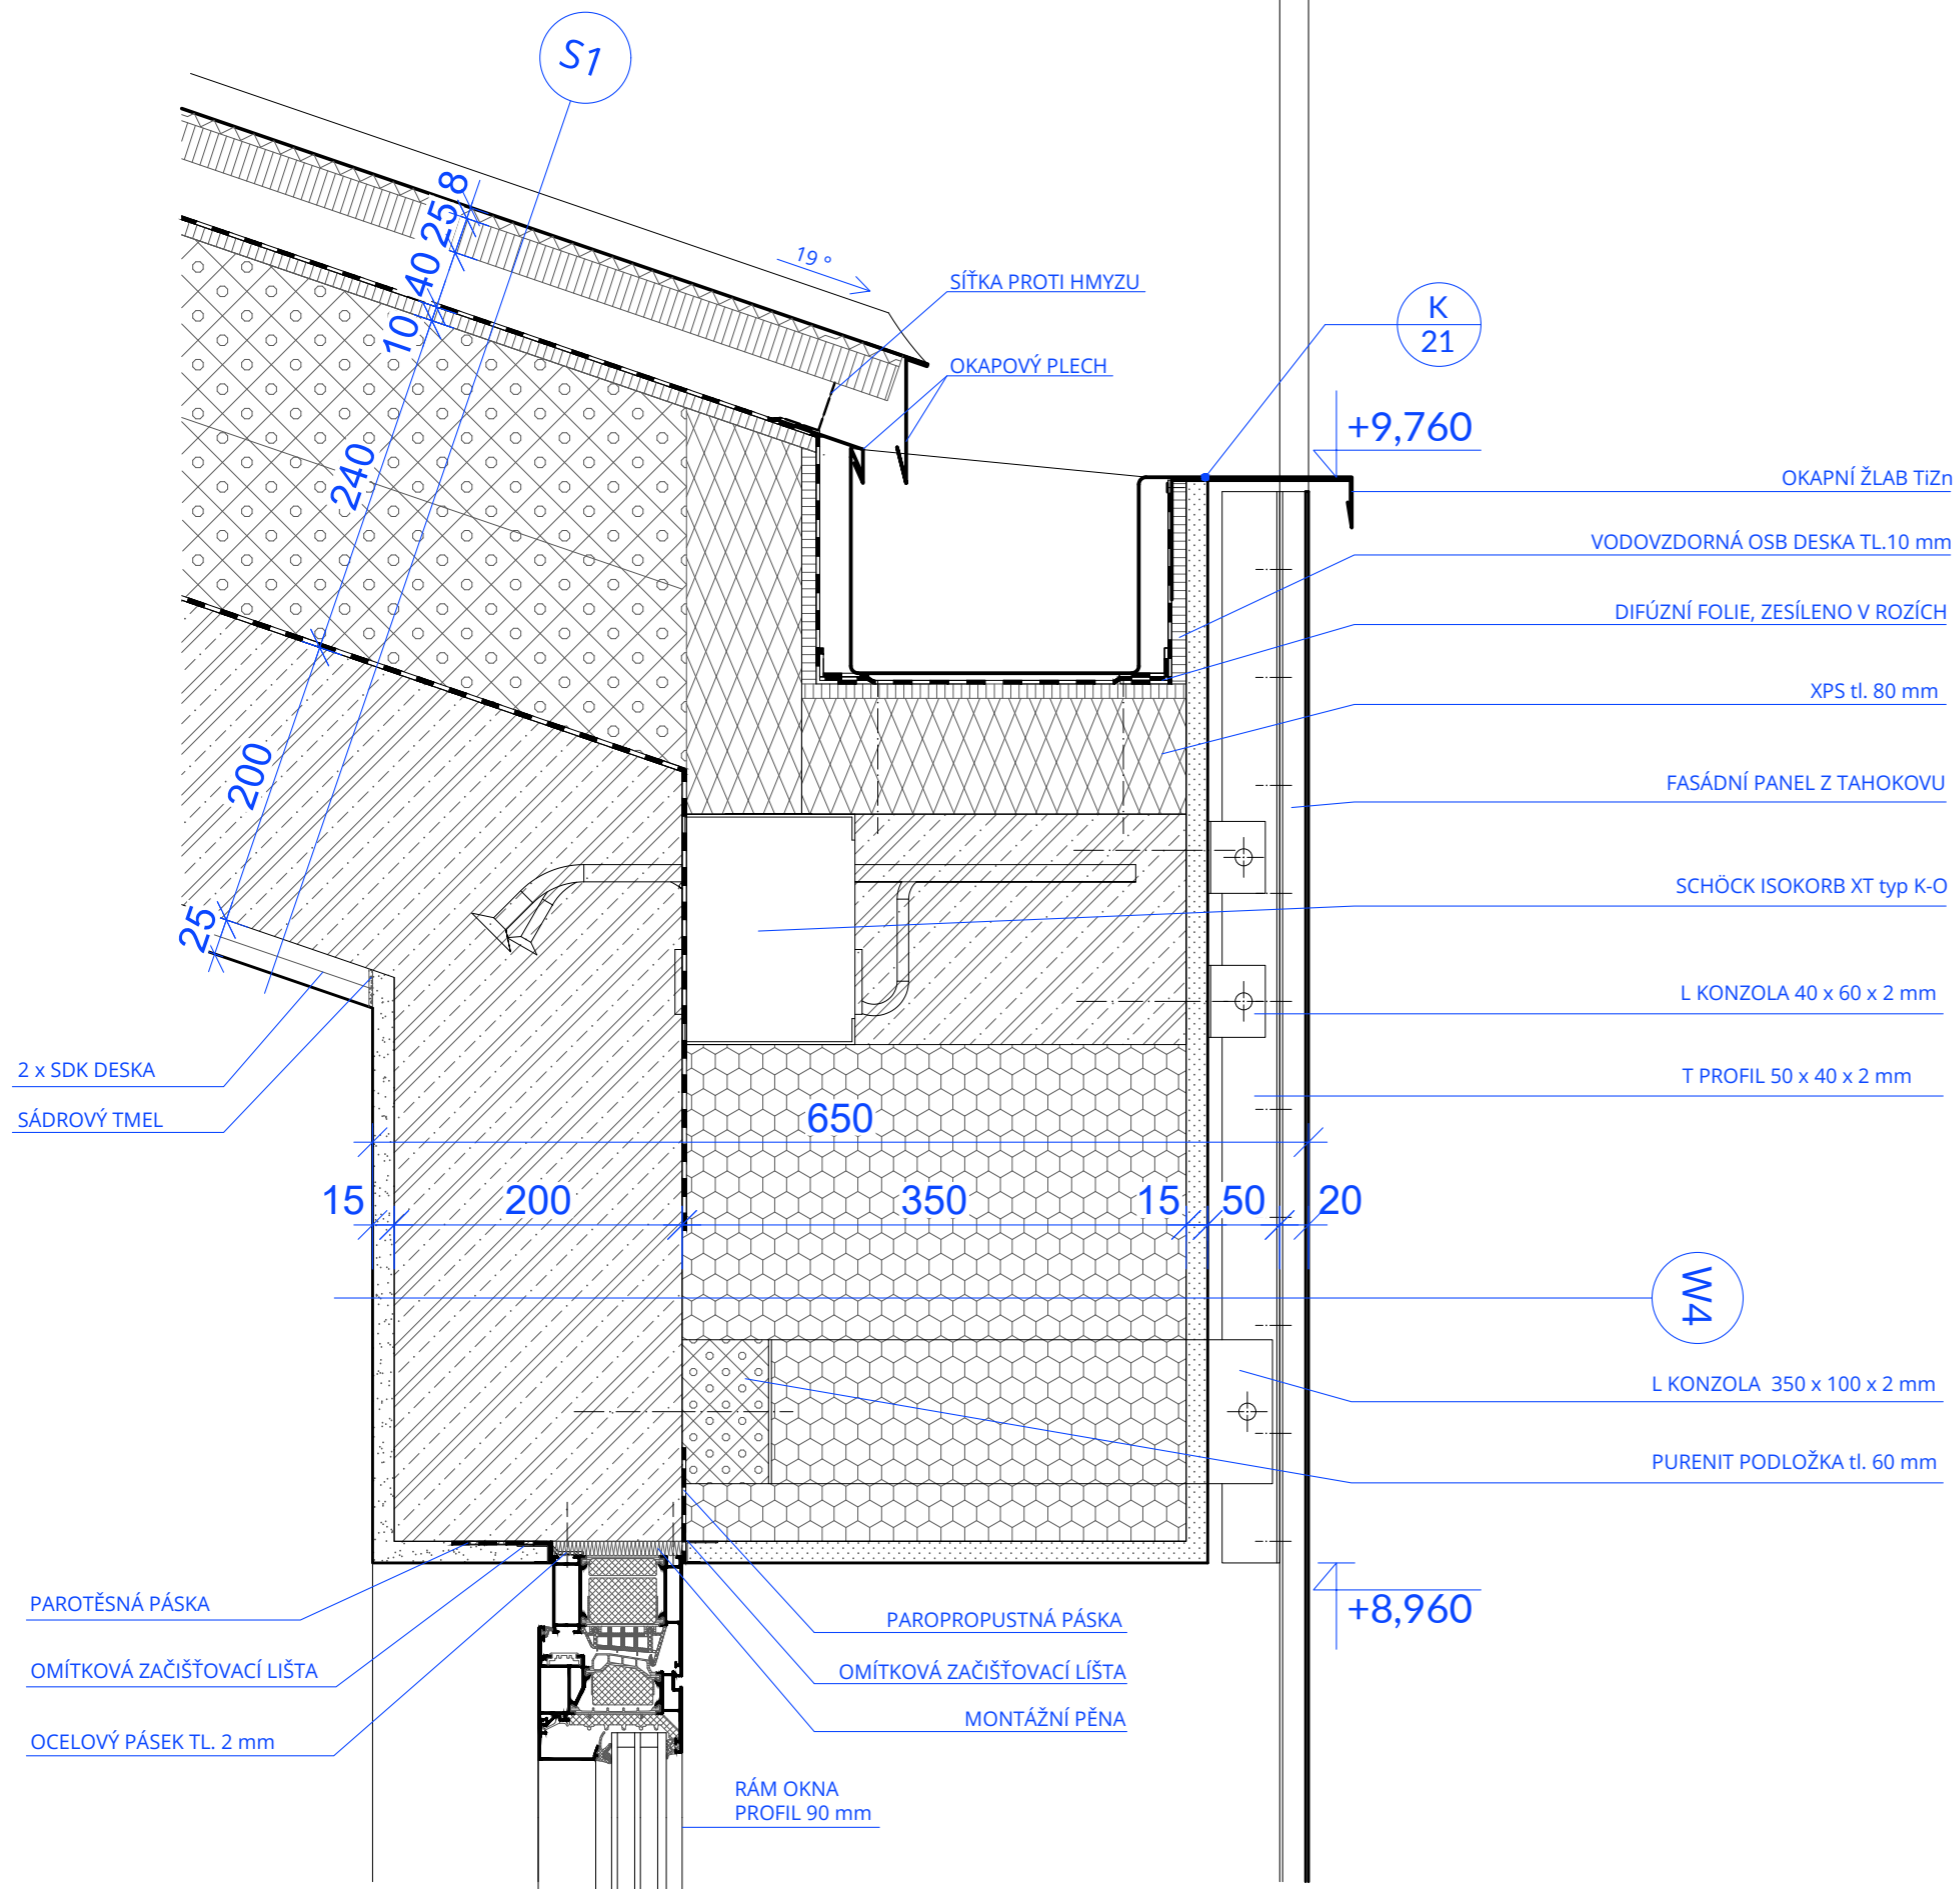 S1
8
25
40
10
240
200
25
19 °
SÍŤKA PROTI HMYZU
OKAPOVÝ PLECH
K
21
+9,760
OKAPNÍ ŽLAB TiZn
VODOVZDORNÁ OSB DESKA TL.10 mm
DIFÚZNÍ FOLIE, ZESÍLENO V ROZÍCH
XPS tl. 80 mm
FASÁDNÍ PANEL Z TAHOKOVU
SCHÖCK ISOKORB XT typ K-O
L KONZOLA 40 x 60 x 2 mm
T PROFIL 50 x 40 x 2 mm
2 x SDK DESKA
SÁDROVÝ TMEL
650
15
200
350
15
50
20
W4
L KONZOLA 350 x 100 x 2 mm
PURENIT PODLOŽKA tl. 60 mm
+8,960
PAROTĚSNÁ PÁSKA
OMÍTKOVÁ ZAČIŠŤOVACÍ LIŠTA
OCELOVÝ PÁSEK TL. 2 mm
PAROPROPUSTNÁ PÁSKA
OMÍTKOVÁ ZAČIŠŤOVACÍ LÍŠTA
MONTÁŽNÍ PĚNA
RÁM OKNA
PROFIL 90 mm